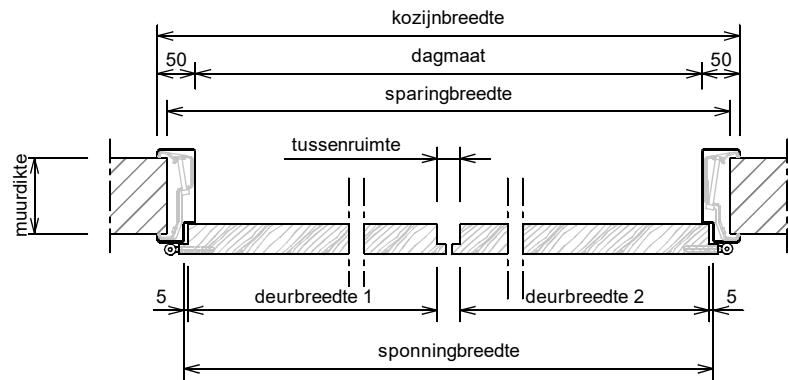 kozijnbreedte
50 dagmaat 50
sparingbreedte
tussenruimte
muurdikte
5 deurbreedte 1 deurbreedte 2 5
sponningbreedte